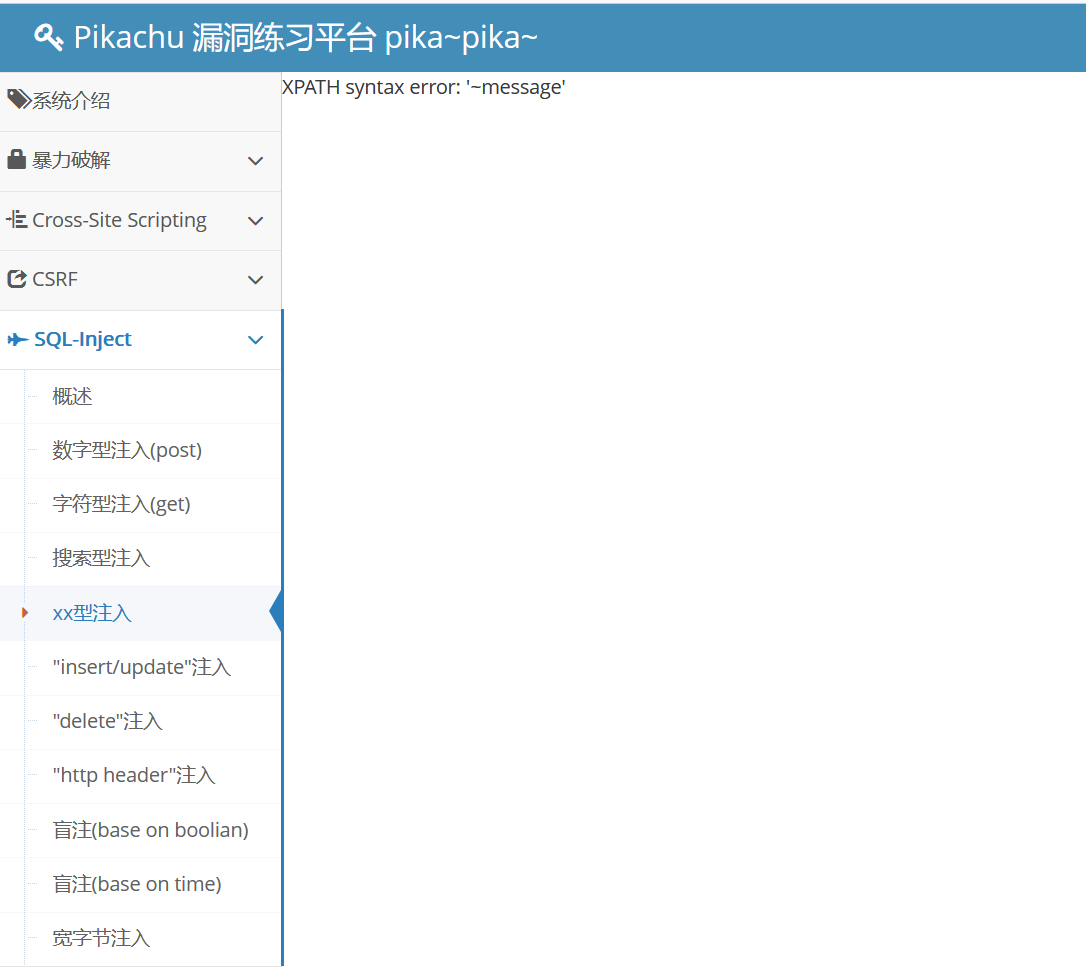 Pikachu 漏洞练习平台 pika~pika~
系统介绍
XPATH syntax error: '~message'
暴力破解
Cross-Site Scripting
CSRF
SQL-Inject
概述
数字型注入(post)
字符型注入(get)
搜索型注入
xx型注入
"insert/update"注入
"delete"注入
"http header"注入
盲注(base on boolian)
盲注(base on time)
宽字节注入